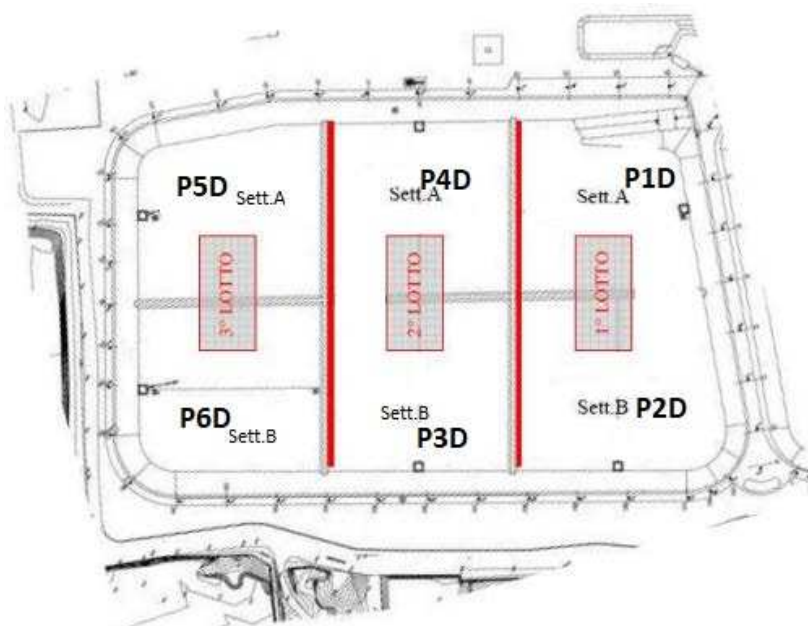 P5D
Sett.A
P4D
Sett.A
P1D
Sett.A
3° LOTTO
2° LOTTO
1° LOTTO
P6D
Sett.B
Sett.B
P3D
Sett.B
P2D